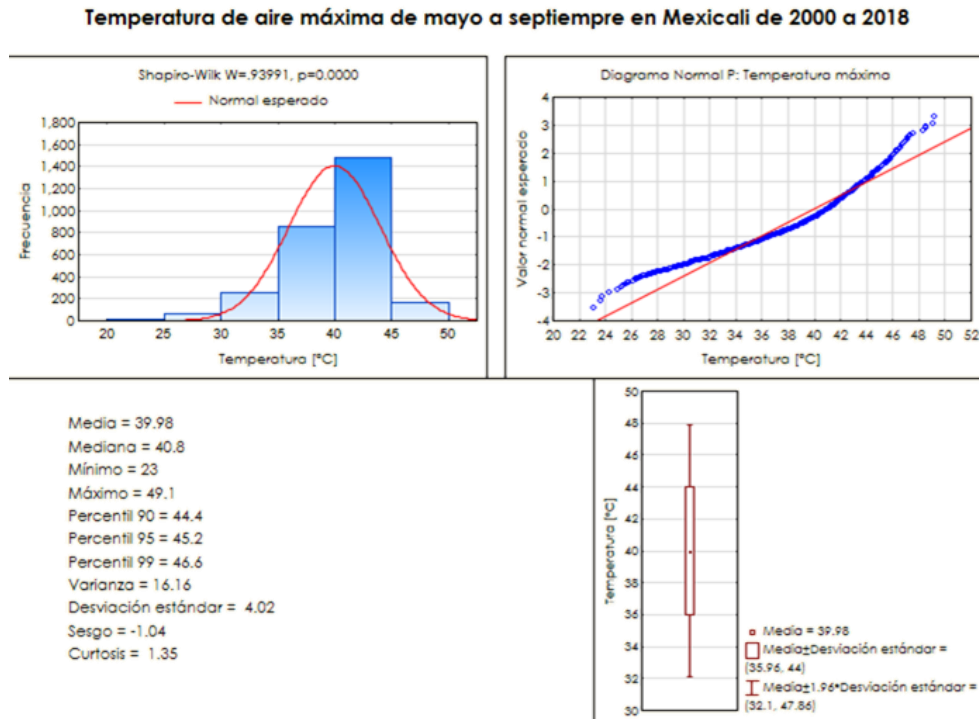 Temperatura de aire máxima de mayo a septiembre en Mexicali de 2000 a 2018
Shapiro-Wilk W=.93991, p=0.0000
Normal esperado
1,800
1,600
1,400
1,200
1,000
800
600
400
200
0
Frecuencia
20 25 30 35 40 45 50
Temperatura [°C]
Diagrama Normal P: Temperatura máxima
4
3
2
1
0
-1
-2
-3
-4
Valor normal esperado
20 22 24 26 28 30 32 34 36 38 40 42 44 46 48 50 52
Temperatura [°C]
Media = 39.98
Mediana = 40.8
Mínimo = 23
Máximo = 49.1
Percentil 90 = 44.4
Percentil 95 = 45.2
Percentil 99 = 46.6
Varianza = 16.16
Desviación estándar = 4.02
Sesgo = -1.04
Curtosis = 1.35
50
48
46
44
42
40
38
36
34
32
30
Temperatura [°C]
Media = 39.98
Media±Desviación estándar =
(35.96, 44)
Media±1.96*Desviación estándar =
(32.1, 47.86)